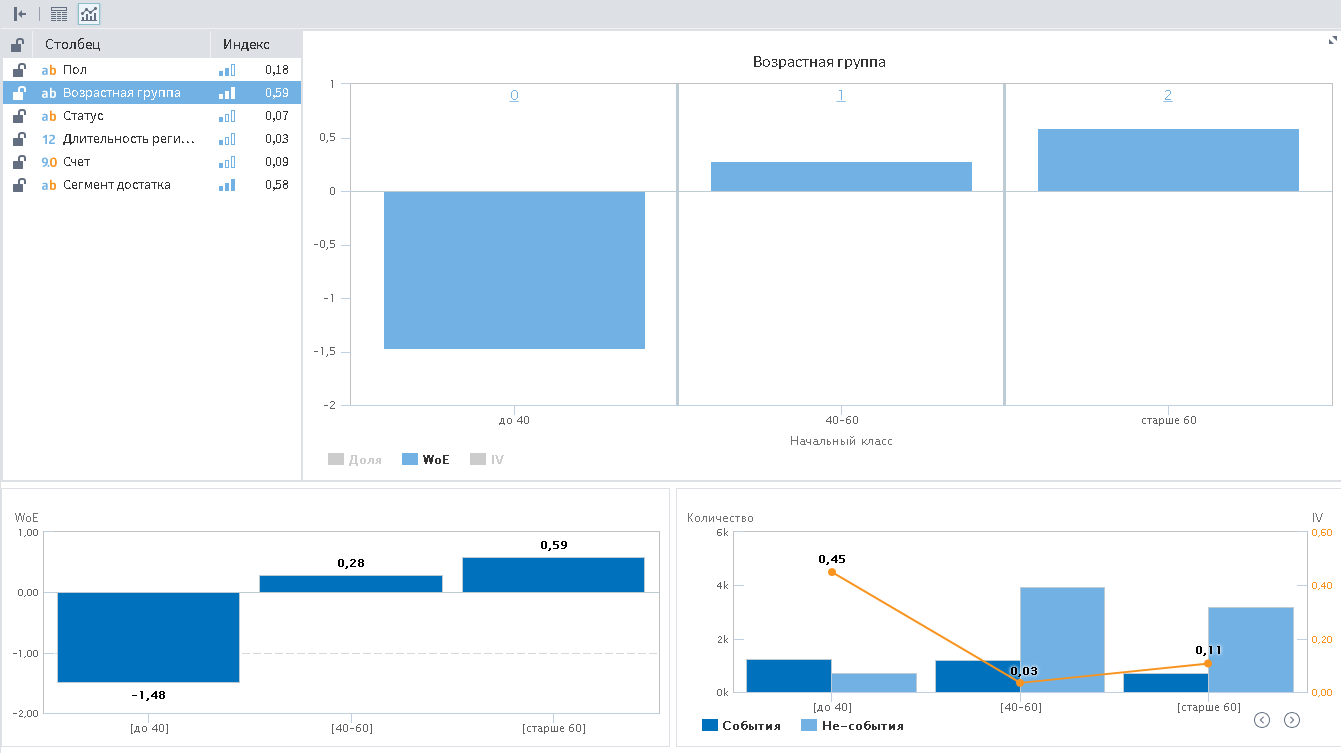 Столбец Индекс
ab Пол 0,18
ab Возрастная группа 0,59
ab Статус 0,07
12 Длительность реги... 0,03
9.0 Счет 0,09
ab Сегмент достатка 0,58
Возрастная группа
0 1 2
1
0,5
0
-0,5
-1
-1,5
-2
до 40 40-60 старше 60
Начальный класс
Доля WoE IV
WoE
1,00
0,00
-1,00
-2,00
-1,48 0,28 0,59
[до 40] [40-60] [старше 60]
Количество IV
6k 0,60
4k 0,40
2k 0,20
0k 0,00
0,45 0,03 0,11
[до 40] [40-60] [старше 60]
События Не-события